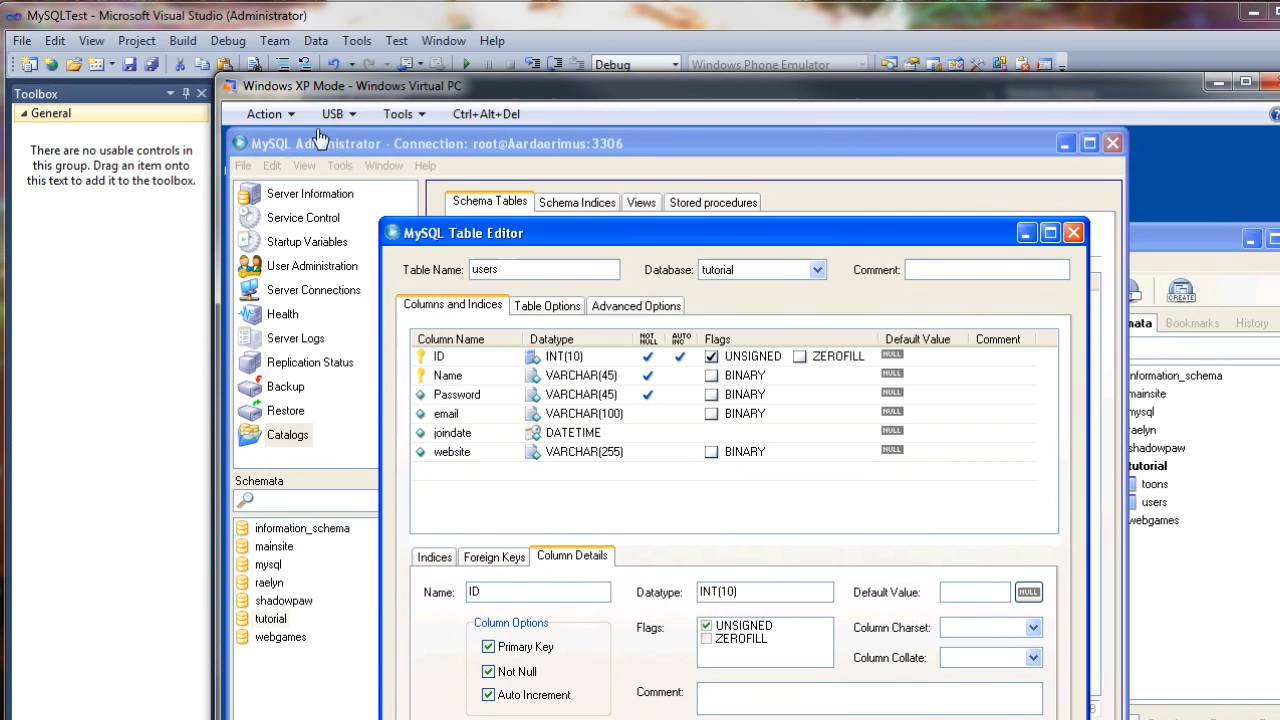 MySQLTest - Microsoft Visual Studio (Administrator)
File Edit View Project Build Debug Team Data Tools Test Window Help
Debug Windows Phone Emulator
Toolbox
General
There are no usable controls in
this group. Drag an item onto
this text to add it to the toolbox.
Windows XP Mode - Windows Virtual PC
Action USB Tools Ctrl+Alt+Del
MySQL Administrator - Connection: root@Aardaerimus:3306
File Edit View Tools Window Help
Server Information
Service Control
Startup Variables
User Administration
Server Connections
Health
Server Logs
Replication Status
Backup
Restore
Catalogs
Schemata
information_schema
mainsite
mysql
raelyn
shadowpaw
tutorial
webgames
Schema Tables Schema Indices Views Stored procedures
MySQL Table Editor
Table Name: users Database: tutorial Comment:
Columns and Indices Table Options Advanced Options
Column Name Datatype NOT NULL AUTO INC Flags Default Value Comment
ID INT(10) UNSIGNED ZEROFILL NULL
Name VARCHAR(45) BINARY NULL
Password VARCHAR(45) BINARY NULL
email VARCHAR(100) BINARY NULL
joindate DATETIME NULL
website VARCHAR(255) BINARY NULL
Indices Foreign Keys Column Details
Name: ID Datatype: INT(10) Default Value: NULL
Column Options
Primary Key
Not Null
Auto Increment
Flags: UNSIGNED
ZEROFILL
Column Charset:
Column Collate:
Comment:
CREATE
mata Bookmarks History
information_schema
mainsite
mysql
raelyn
shadowpaw
tutorial
toons
users
webgames